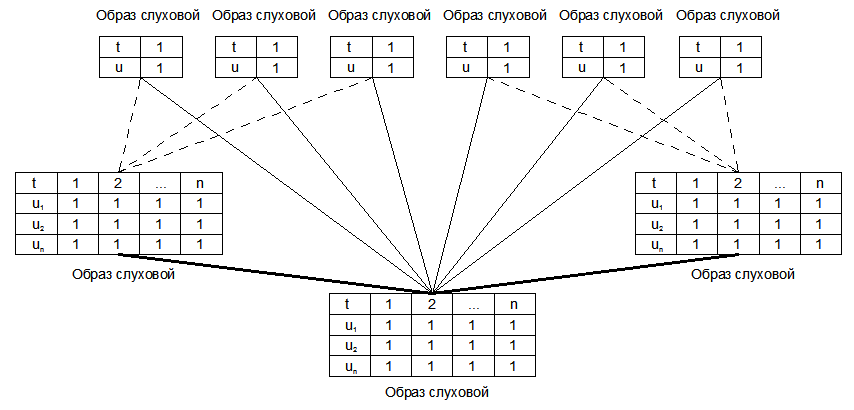 Образ слуховой Образ слуховой Образ слуховой Образ слуховой Образ слуховой Образ слуховой
t 1 t 1 t 1 t 1 t 1 t 1
u 1 u 1 u 1 u 1 u 1 u 1
t 1 2 ... n
u1 1 1 1 1
u2 1 1 1 1
un 1 1 1 1
Образ слуховой
t 1 2 ... n
u1 1 1 1 1
u2 1 1 1 1
un 1 1 1 1
Образ слуховой
t 1 2 ... n
u1 1 1 1 1
u2 1 1 1 1
un 1 1 1 1
Образ слуховой